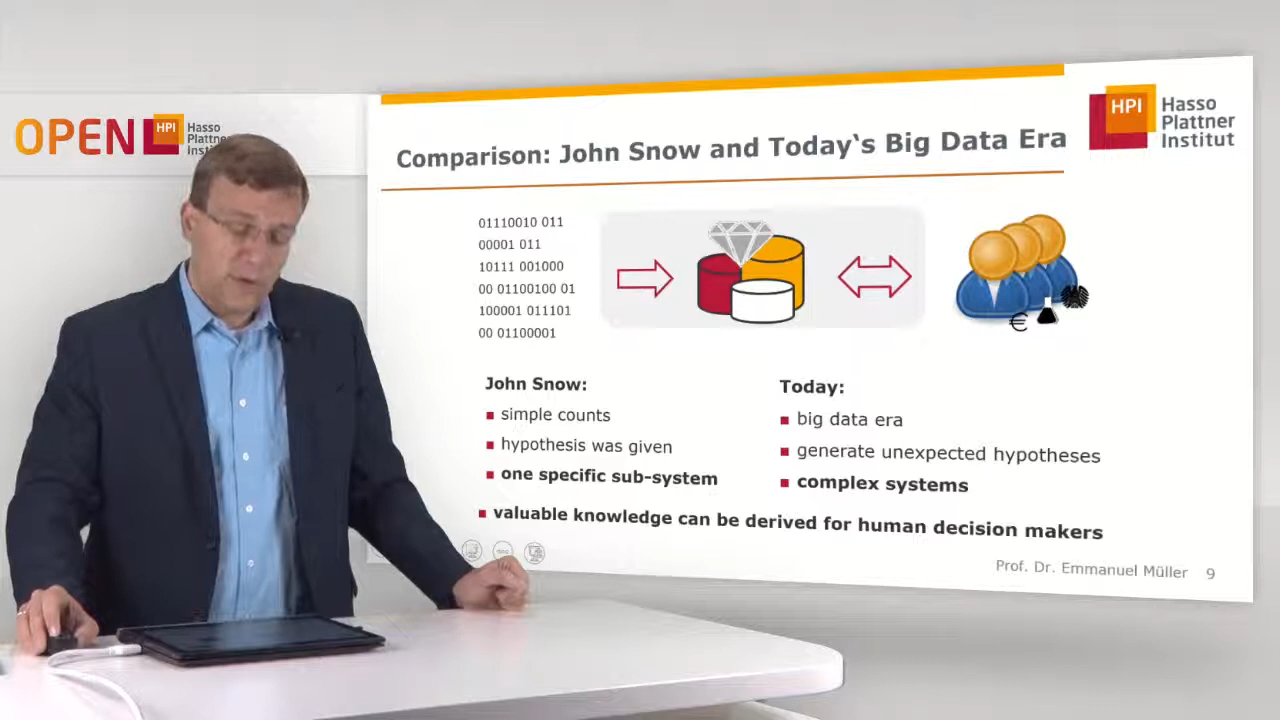 OPEN HPI Hasso
Plattner
Institut
Comparison: John Snow and Today‘s Big Data Era
HPI Hasso
Plattner
Institut
01110010 011
00001 011
10111 001000
00 01100100 01
100001 011101
00 01100001
€
John Snow:
simple counts
hypothesis was given
one specific sub-system
Today:
big data era
generate unexpected hypotheses
complex systems
valuable knowledge can be derived for human decision makers
Prof. Dr. Emmanuel Müller 9